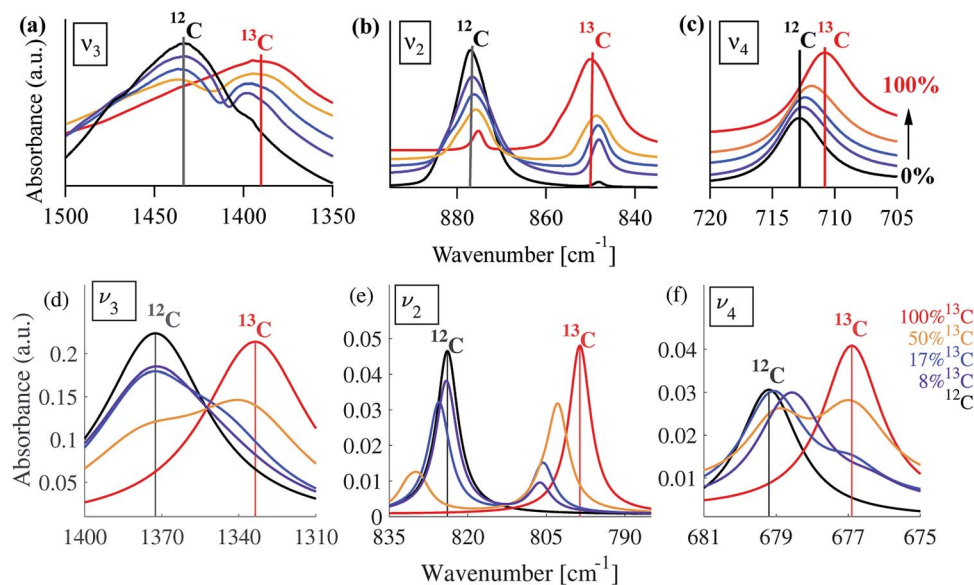 (a)
ν3
¹²C
¹³C
(b)
ν2
¹²C
¹³C
(c)
ν4
¹²C ¹³C
100%
0%
Absorbance (a.u.)
1500 1450 1400 1350
880 860 840
720 715 710 705
Wavenumber [cm⁻¹]
(d)
ν3
¹²C
¹³C
(e)
ν2
¹²C
¹³C
(f)
ν4
¹²C
¹³C
100%¹³C
50%¹³C
17%¹³C
8%¹³C
¹²C
Absorbance (a.u.)
0.2
0.15
0.1
0.05
1400 1370 1340 1310
0.05
0.04
0.03
0.02
0.01
0
835 820 805 790
0.04
0.03
0.02
0.01
681 679 677 675
Wavenumber [cm⁻¹]